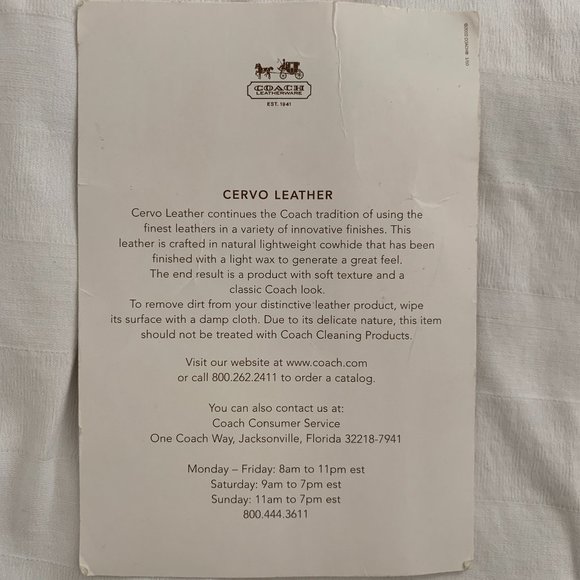 COACH
LEATHERWARE
EST. 1941
CERVO LEATHER
Cervo Leather continues the Coach tradition of using the
finest leathers in a variety of innovative finishes. This
leather is crafted in natural lightweight cowhide that has been
finished with a light wax to generate a great feel.
The end result is a product with soft texture and a
classic Coach look.
To remove dirt from your distinctive leather product, wipe
its surface with a damp cloth. Due to its delicate nature, this item
should not be treated with Coach Cleaning Products.
Visit our website at www.coach.com
or call 800.262.2411 to order a catalog.
You can also contact us at:
Coach Consumer Service
One Coach Way, Jacksonville, Florida 32218-7941
Monday – Friday: 8am to 11pm est
Saturday: 9am to 7pm est
Sunday: 11am to 7pm est
800.444.3611